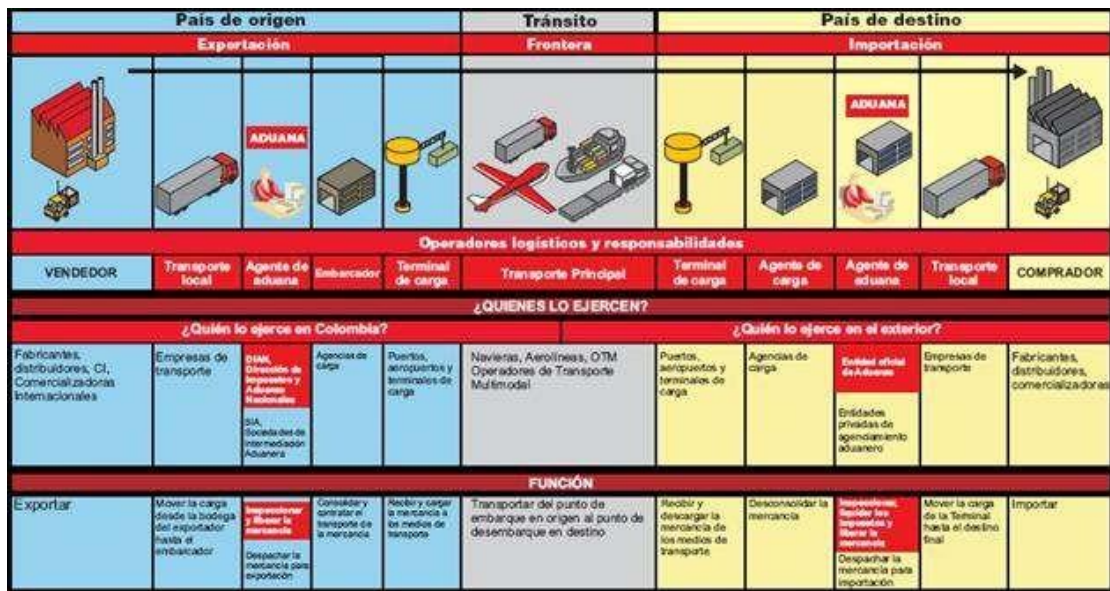 País de origen
Tránsito
País de destino
Exportación
Frontera
Importación
ADUANA
ADUANA
Operadores logísticos y responsabilidades
VENDEDOR
Transporte
local
Agente de
aduana
Embarcador
Terminal
de carga
Transporte Principal
Terminal
de carga
Agente de
carga
Agente de
aduana
Transporte
local
COMPRADOR
¿QUIENES LO EJERCEN?
¿Quién lo ejerce en Colombia?
¿Quién lo ejerce en el exterior?
Fabricantes,
distribuidores, CI,
Comercializadoras
Internacionales
Empresas de
transporte
DIAN,
Dirección de
Impuestos y
Aduanas
Nacionales
SIA,
Sociedades de
Intermediación
Aduanera
Agencias de
carga
Puertos,
aeropuertos y
terminales de
carga
Navieras, Aerolíneas, OTM
Operadores de Transporte
Multimodal
Puertos,
aeropuertos y
terminales de
carga
Agencias de
carga
Entidad oficial
de Aduanas
Entidades
privadas de
agenciamiento
aduanero
Empresas de
transporte
Fabricantes,
distribuidores,
comercializadores
FUNCIÓN
Exportar
Mover la carga
desde la bodega
del exportador
hasta el
embarcador
Inspeccionar
y liberar la
mercancía
Despachar la
mercancía para
exportación
Consolidar y
contratar el
transporte de
la mercancía
Recibir y cargar
la mercancía a
los medios de
transporte
Transportar del punto de
embarque en origen al punto de
desembarque en destino
Recibir y
descargar la
mercancía de
los medios de
transporte
Desconsolidar la
mercancía
Inspeccionar,
liquidar los
impuestos y
liberar la
mercancía
Despachar la
mercancía para
importación
Mover la carga
de la Terminal
hasta el destino
final
Importar